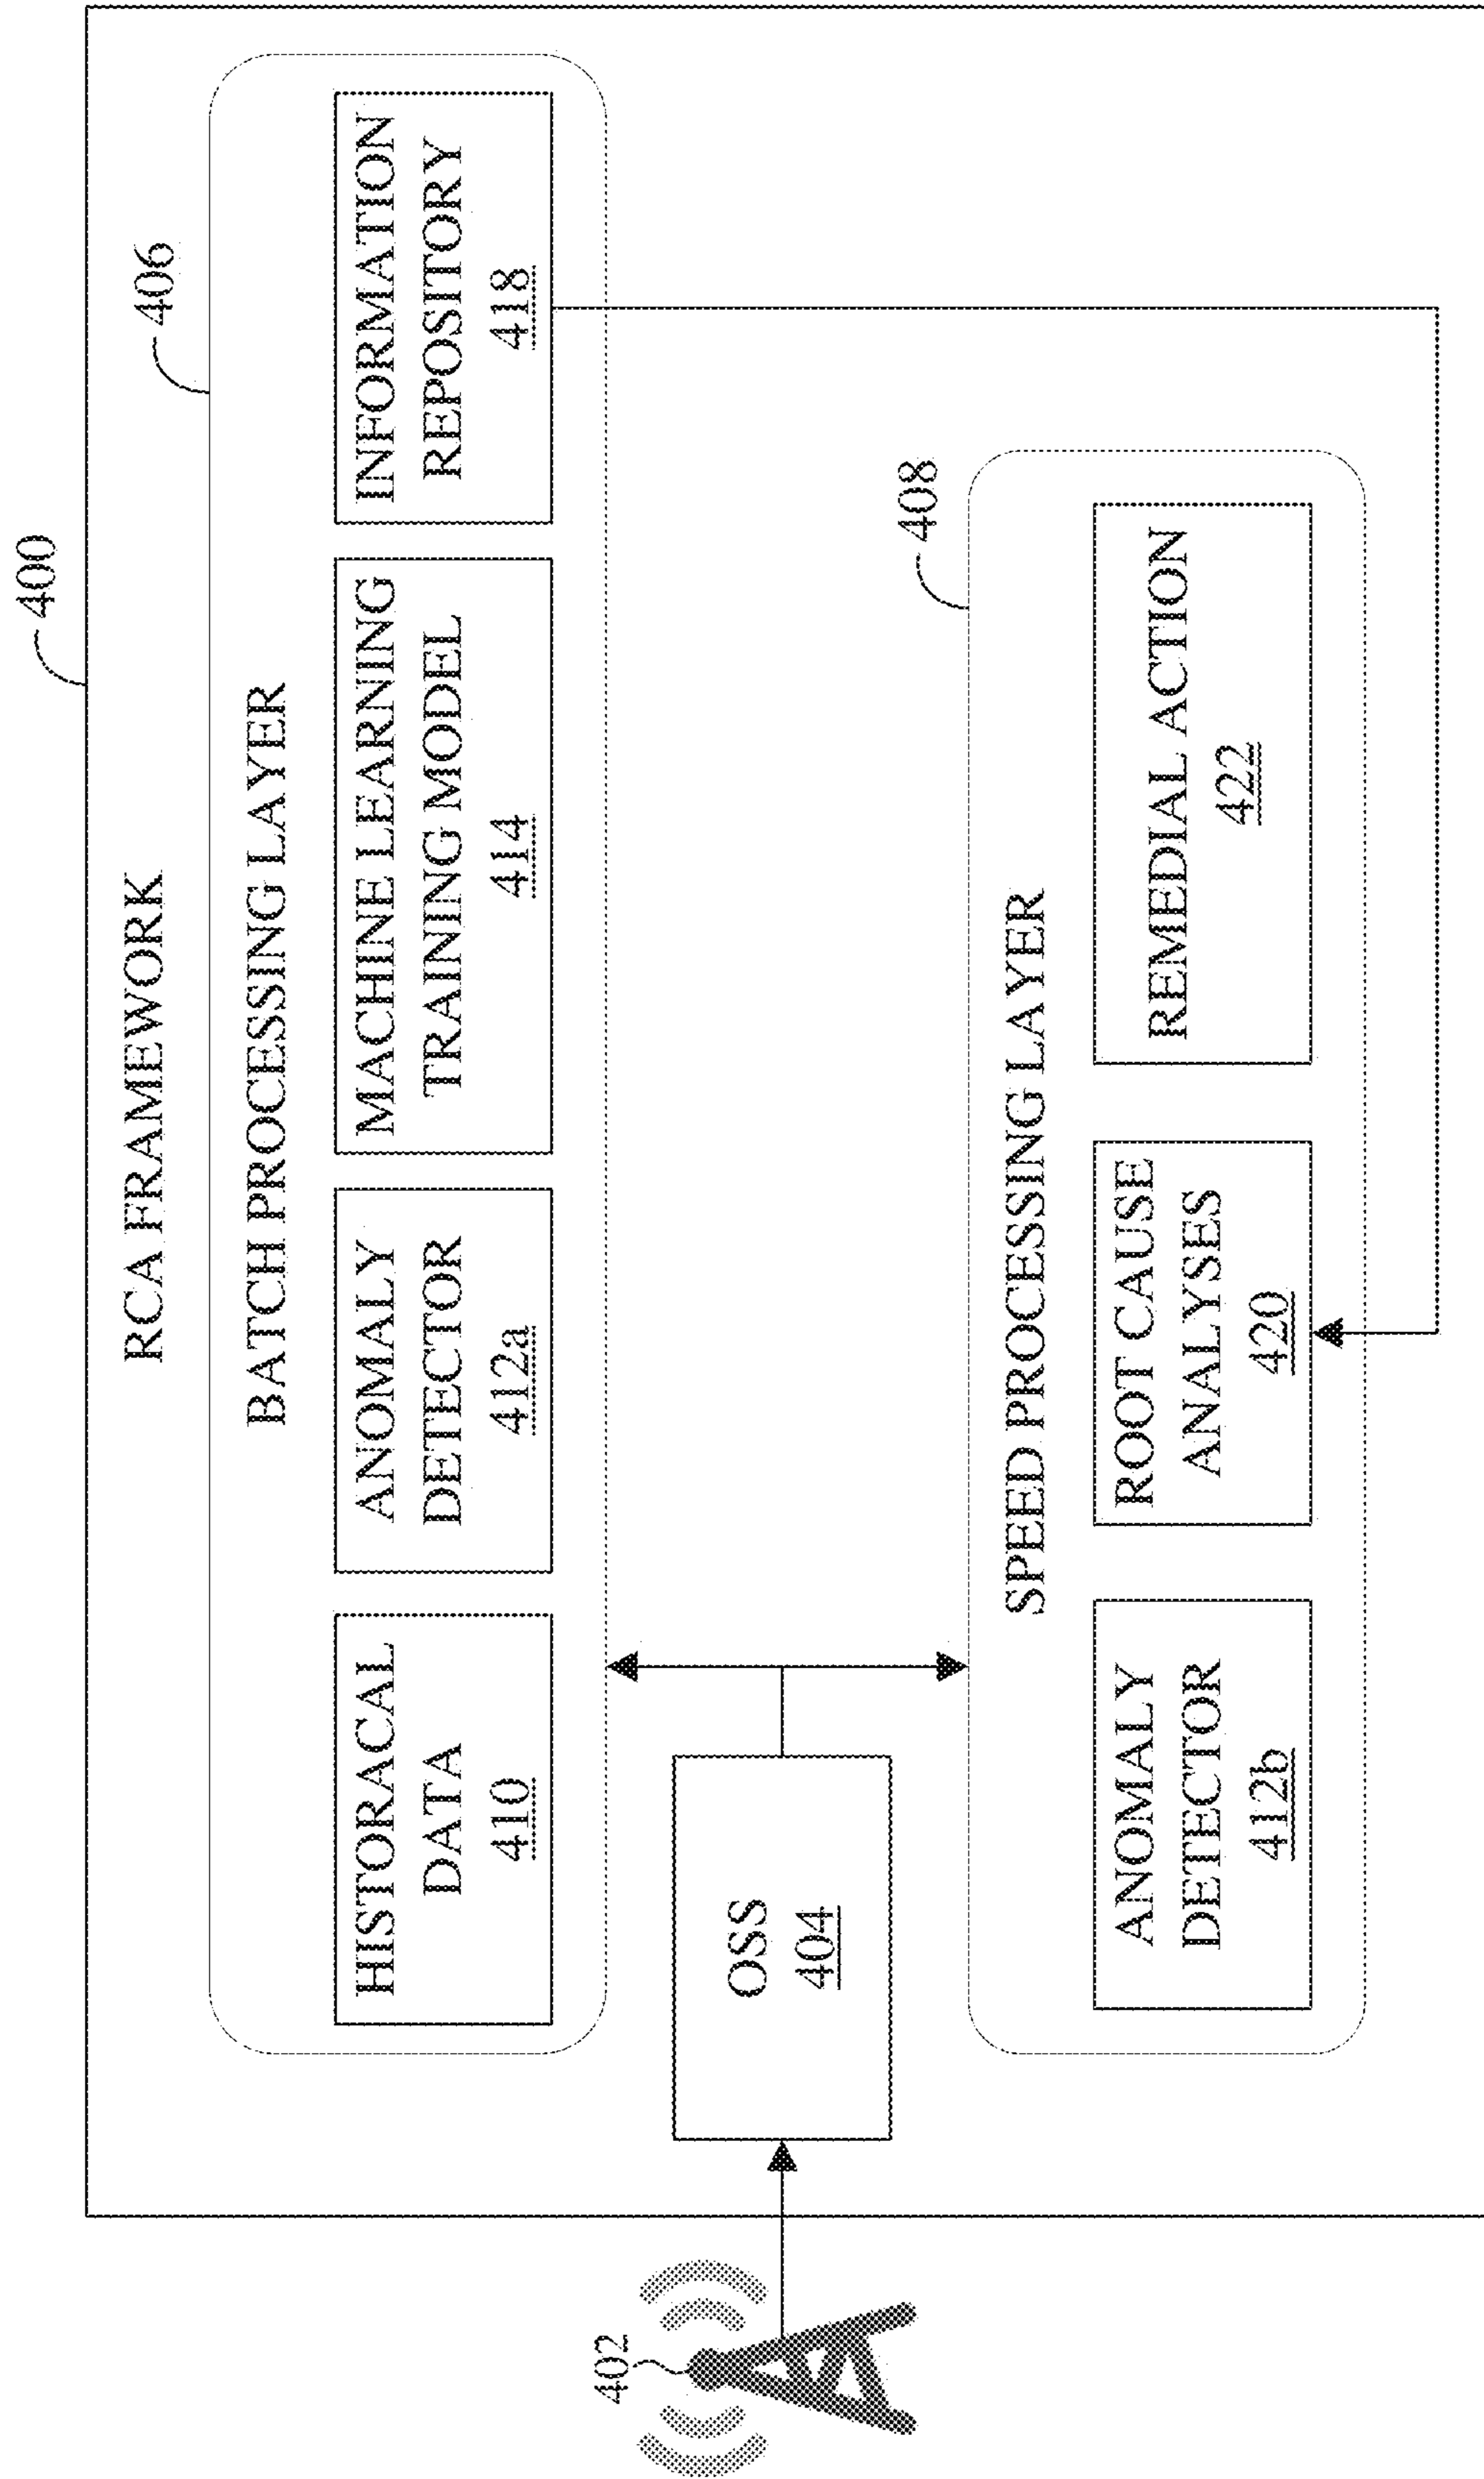 400
RCA FRAMEWORK
406
BATCH PROCESSING LAYER
HISTORACAL
DATA
410
ANOMALY
DETECTOR
412a
MACHINE LEARNING
TRAINING MODEL
414
INFORMATION
REPOSITORY
418
402
OSS
404
408
SPEED PROCESSING LAYER
ANOMALY
DETECTOR
412b
ROOT CAUSE
ANALYSES
420
REMEDIAL ACTION
422